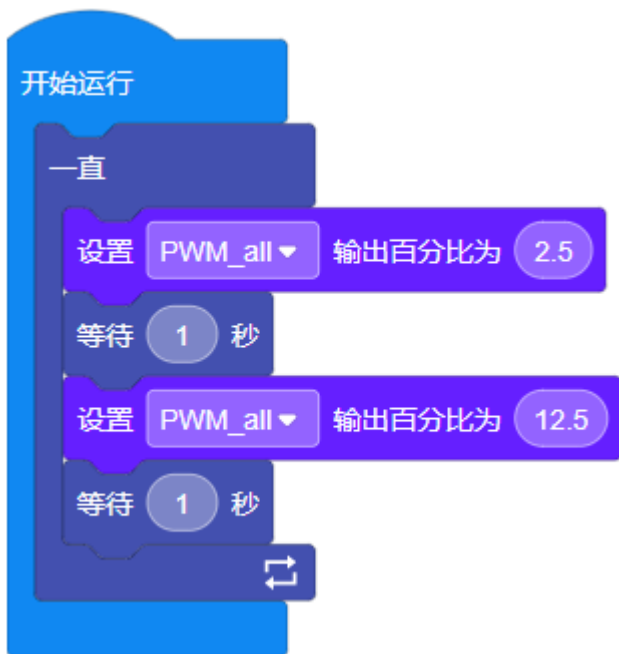 开始运行
一直
设置 PWM_all 输出百分比为 2.5
等待 1 秒
设置 PWM_all 输出百分比为 12.5
等待 1 秒